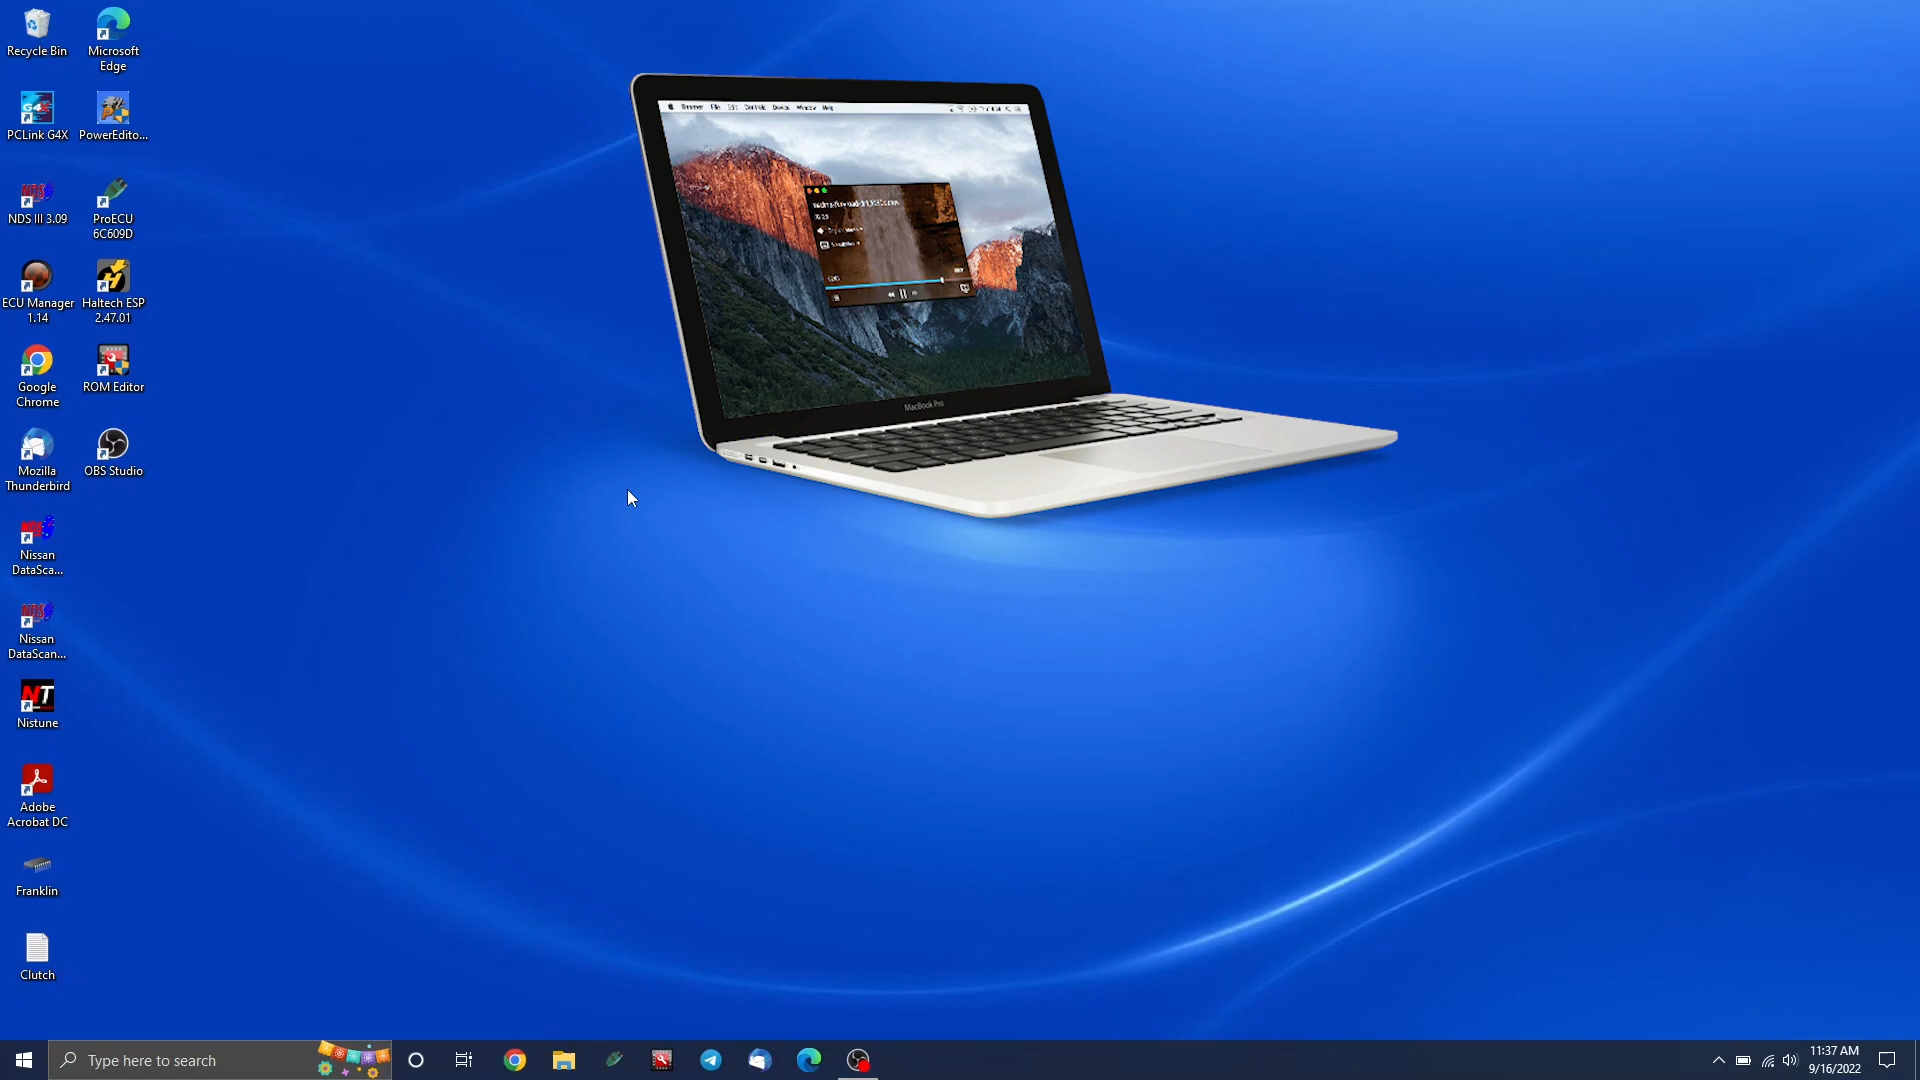 Recycle Bin
Microsoft
Edge
PCLink G4X
PowerEdito...
NDS III 3.09
ProECU
6C609D
ECU Manager
1.14
Haltech ESP
2.47.01
Google
Chrome
ROM Editor
Mozilla
Thunderbird
OBS Studio
Nissan
DataSca...
Nissan
DataScan...
NT
Nistune
Adobe
Acrobat DC
Franklin
Clutch
MacBook Pro
Type here to search
11:37 AM
9/16/2022